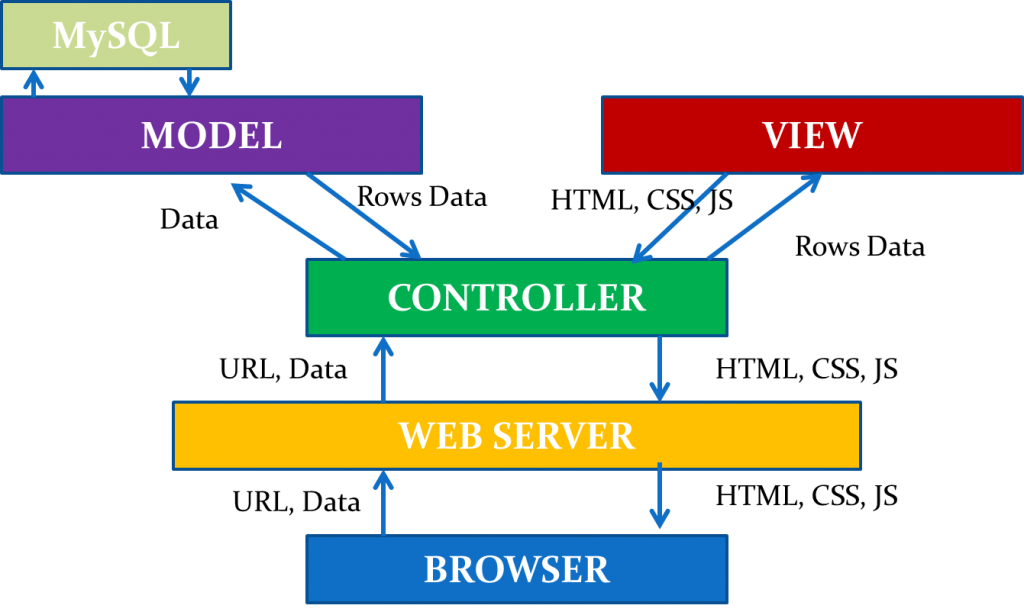 MySQL
MODEL
VIEW
Rows Data
HTML, CSS, JS
Data
Rows Data
CONTROLLER
URL, Data
HTML, CSS, JS
WEB SERVER
URL, Data
HTML, CSS, JS
BROWSER